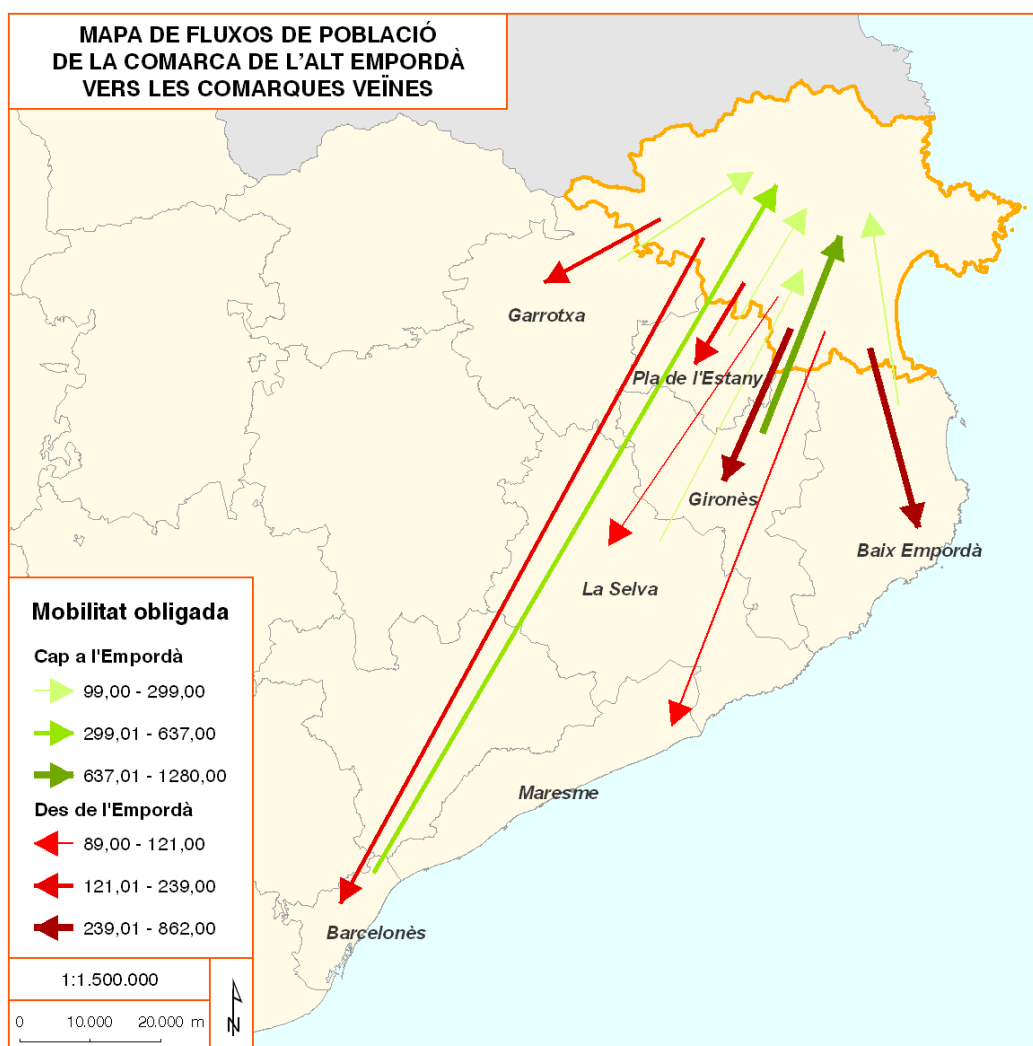 MAPA DE FLUXOS DE POBLACIÓ
DE LA COMARCA DE L'ALT EMPORDÀ
VERS LES COMARQUES VEÏNES
Garrotxa
Pla de l'Estany
Gironès
Baix Empordà
La Selva
Maresme
Barcelonès
Mobilitat obligada
Cap a l'Empordà
99,00 - 299,00
299,01 - 637,00
637,01 - 1280,00
Des de l'Empordà
89,00 - 121,00
121,01 - 239,00
239,01 - 862,00
1:1.500.000
0 10.000 20.000 m
N